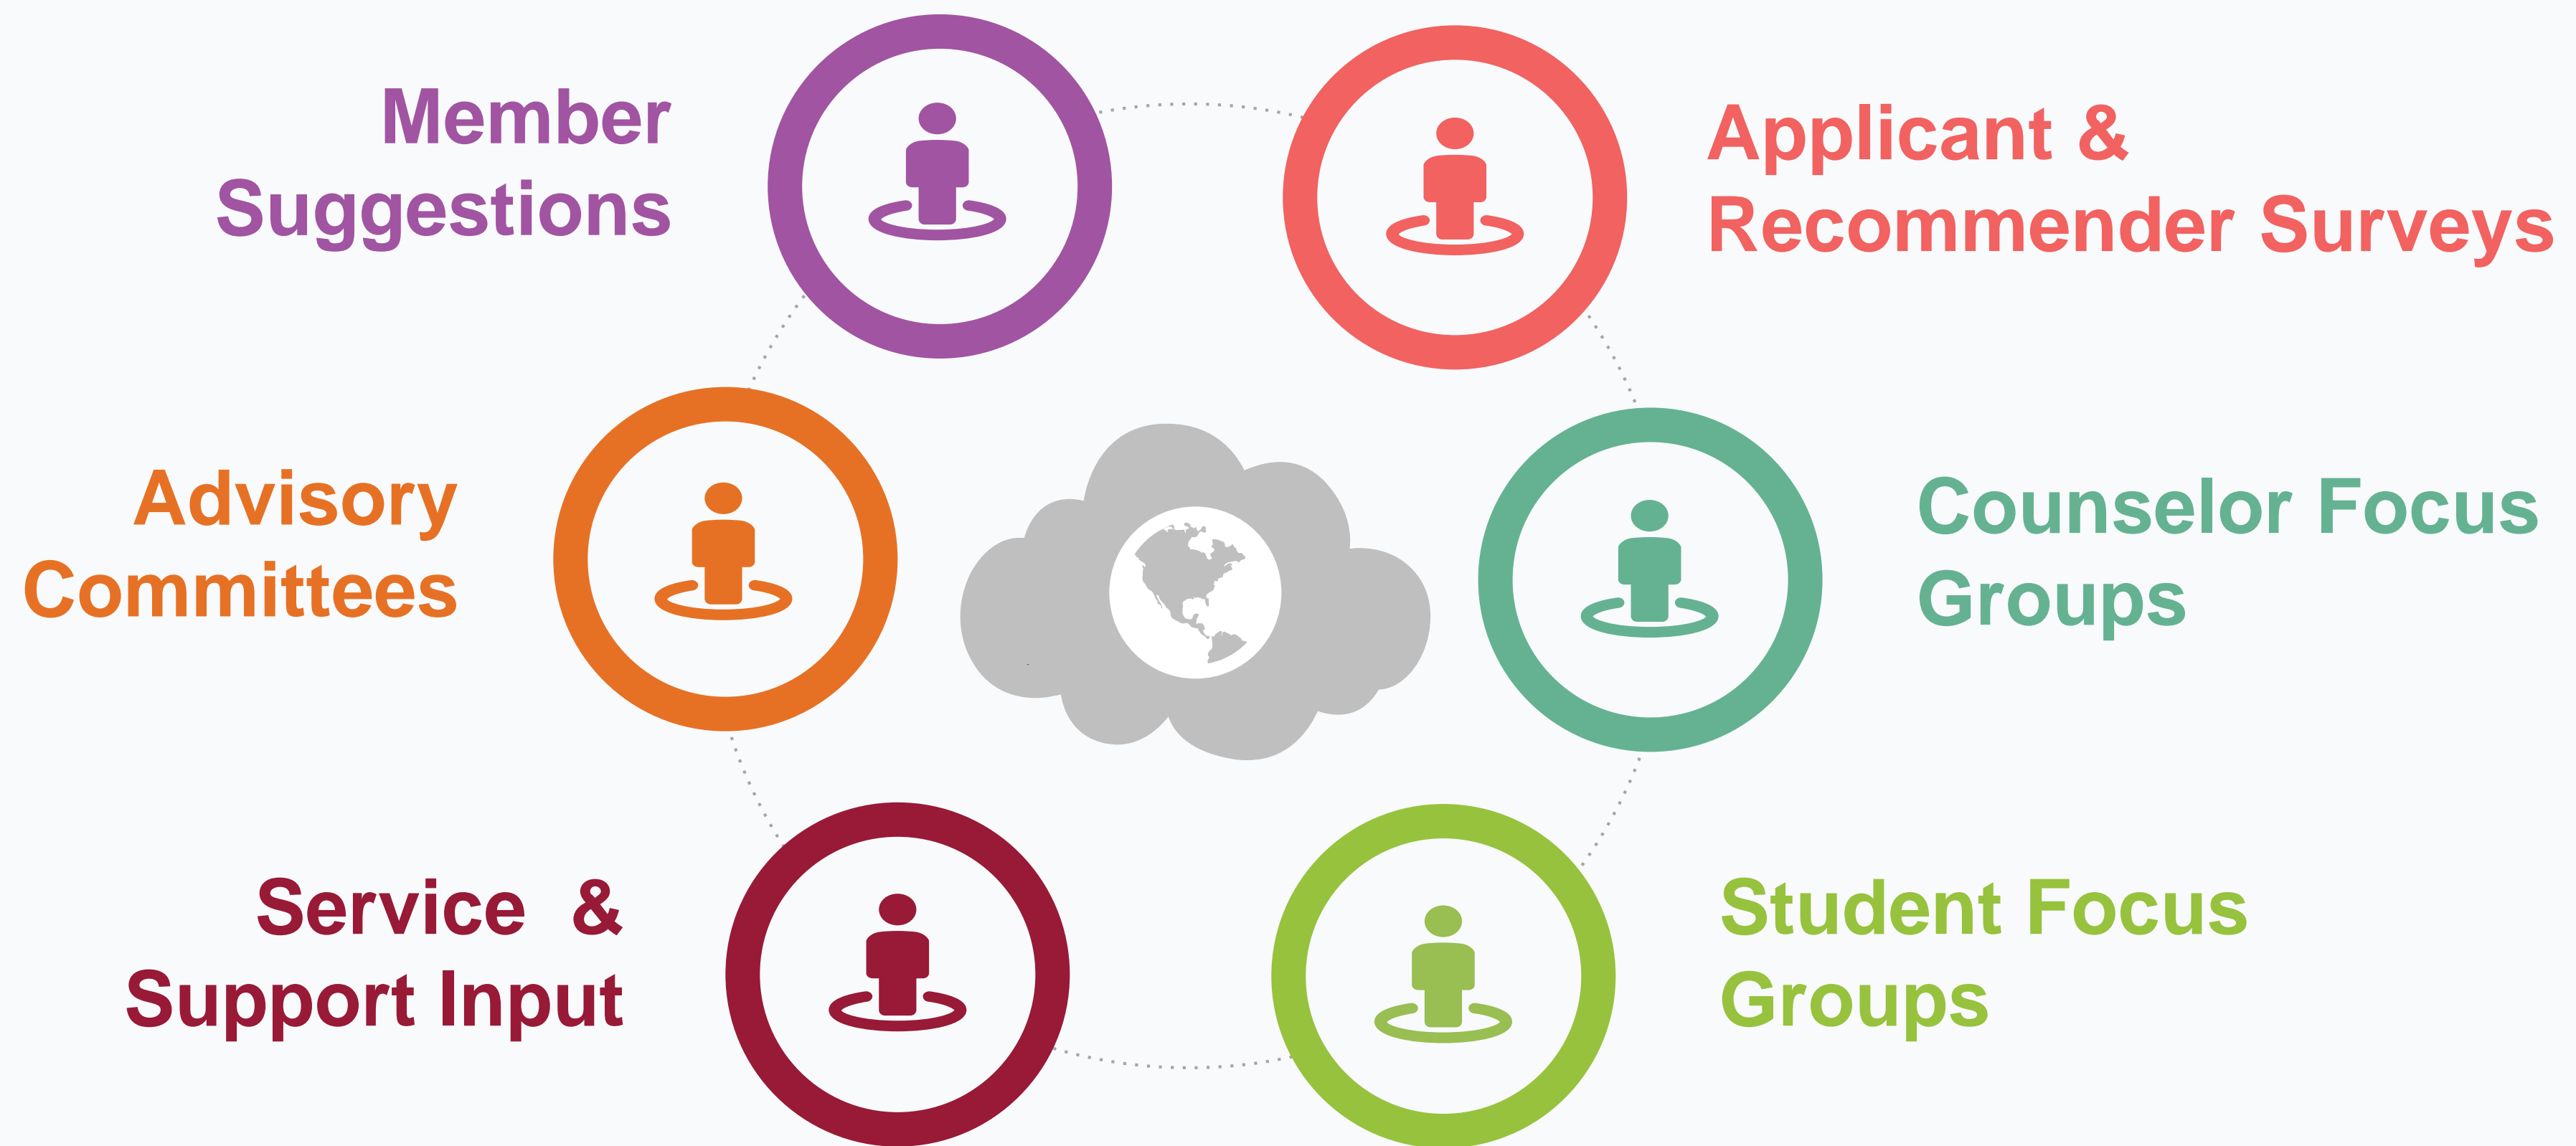 Member
Suggestions
Applicant &
Recommender Surveys
Advisory
Committees
Counselor Focus
Groups
Service  &
Support Input
Student Focus
Groups